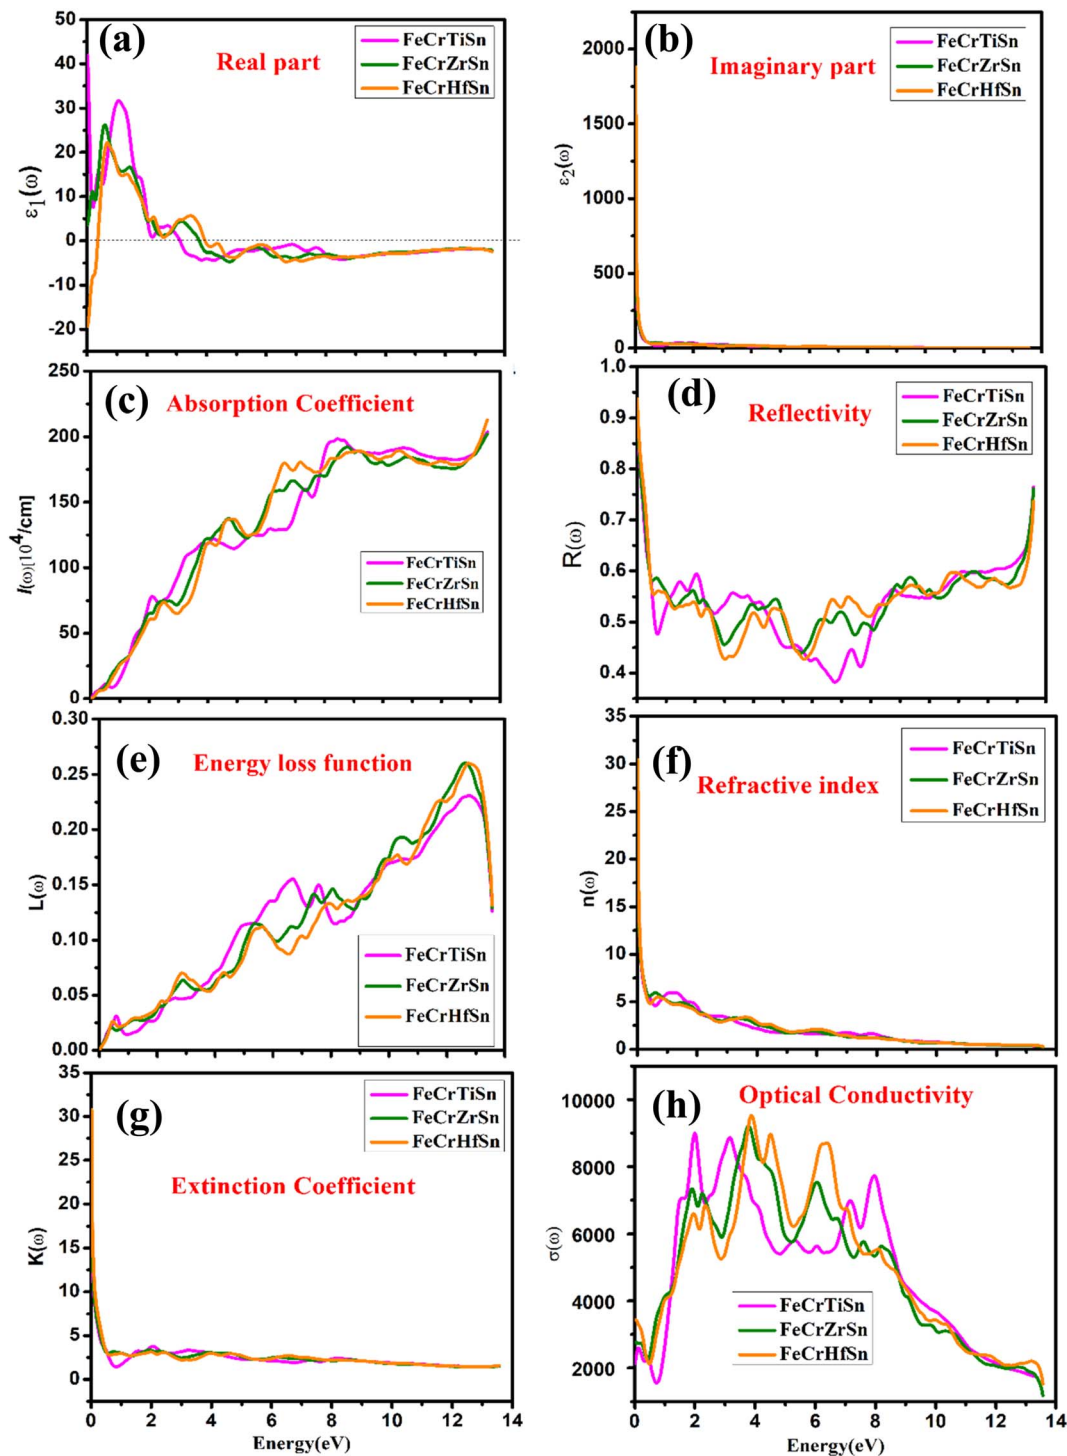 (a)
Real part
FeCrTiSn
FeCrZrSn
FeCrHfSn
50
40
30
20
10
0
-10
-20
ε1(ω)
(b)
Imaginary part
FeCrTiSn
FeCrZrSn
FeCrHfSn
2000
1500
1000
500
0
ε2(ω)
(c)
Absorption Coefficient
FeCrTiSn
FeCrZrSn
FeCrHfSn
250
200
150
100
50
0
I(ω)[10^4/cm]
(d)
Reflectivity
FeCrTiSn
FeCrZrSn
FeCrHfSn
1.0
0.9
0.8
0.7
0.6
0.5
0.4
R(ω)
(e)
Energy loss function
FeCrTiSn
FeCrZrSn
FeCrHfSn
0.30
0.25
0.20
0.15
0.10
0.05
0.00
L(ω)
(f)
Refractive index
FeCrTiSn
FeCrZrSn
FeCrHfSn
35
30
25
20
15
10
5
0
n(ω)
(g)
Extinction Coefficient
FeCrTiSn
FeCrZrSn
FeCrHfSn
35
30
25
20
15
10
5
0
K(ω)
0 2 4 6 8 10 12 14
Energy(eV)
(h)
Optical Conductivity
FeCrTiSn
FeCrZrSn
FeCrHfSn
10000
8000
6000
4000
2000
σ(ω)
0 2 4 6 8 10 12 14
Energy(eV)